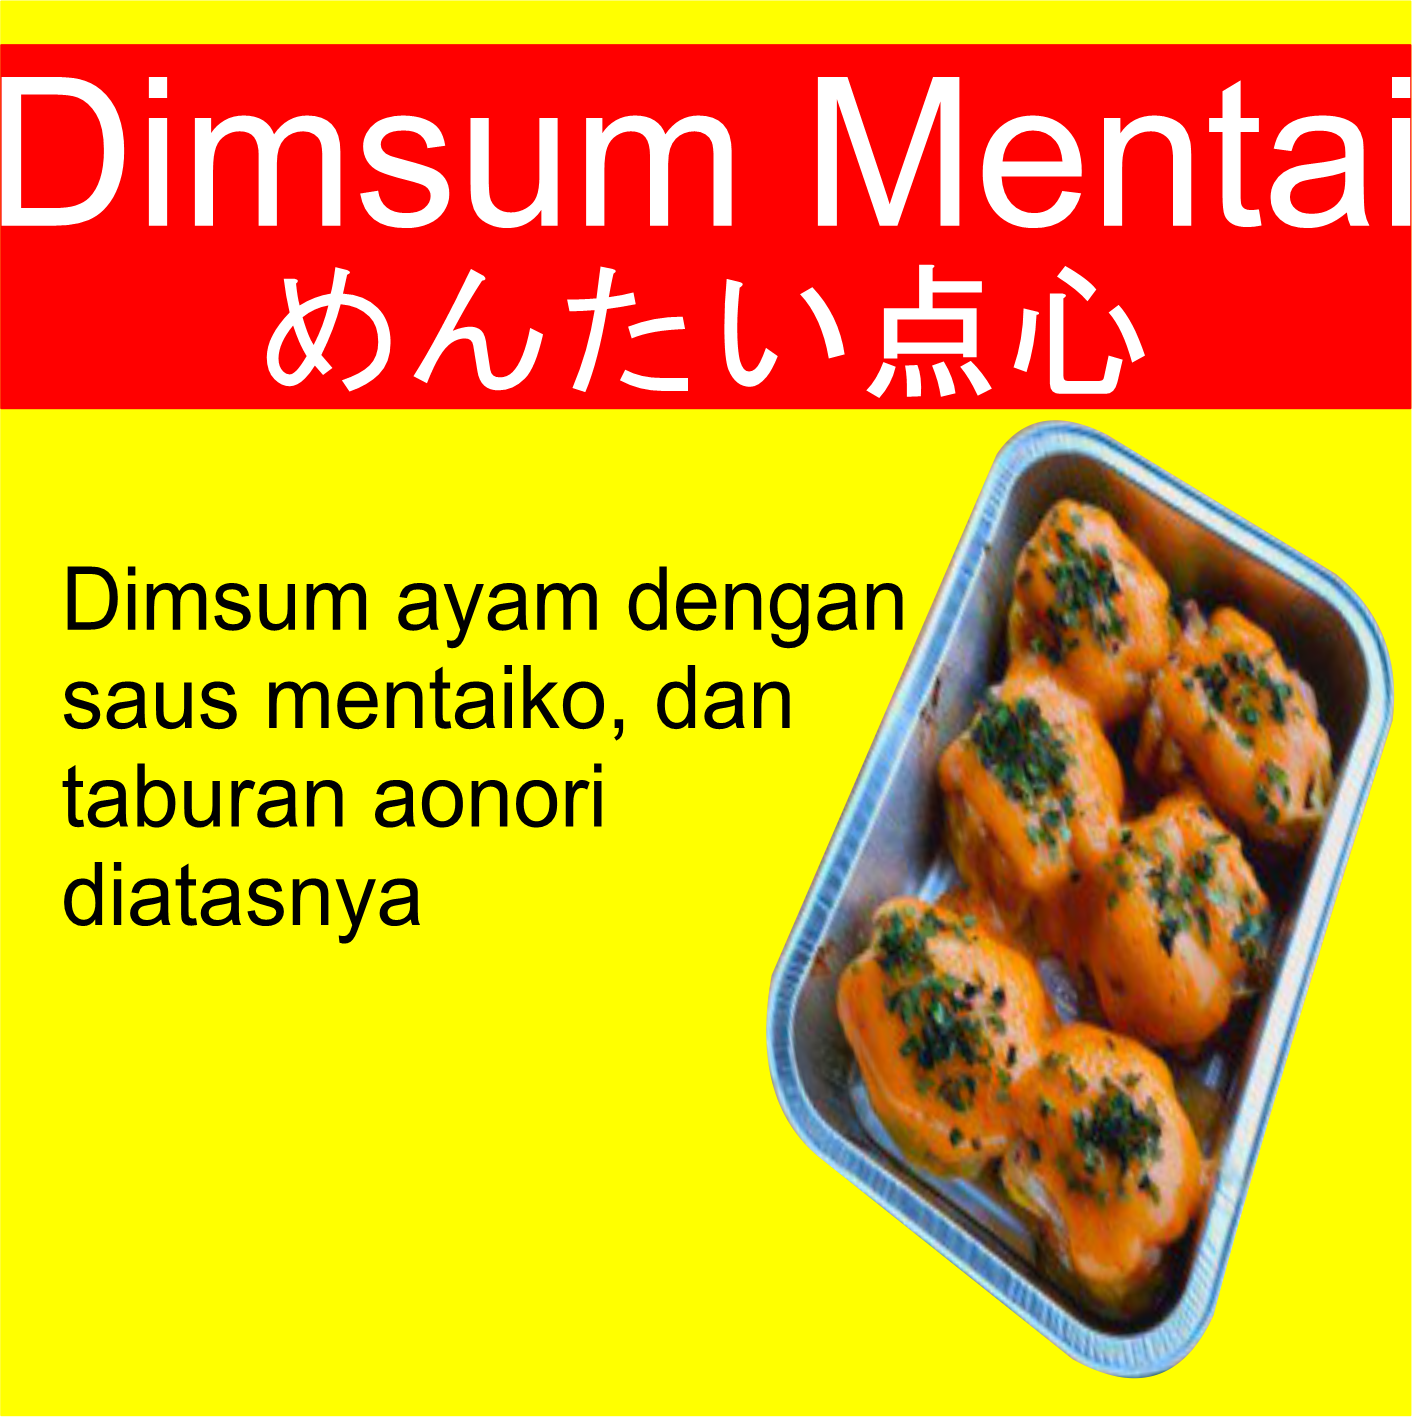 Dimsum Mentai
めんたい点心
Dimsum ayam dengan
saus mentaiko, dan
taburan aonori
diatasnya